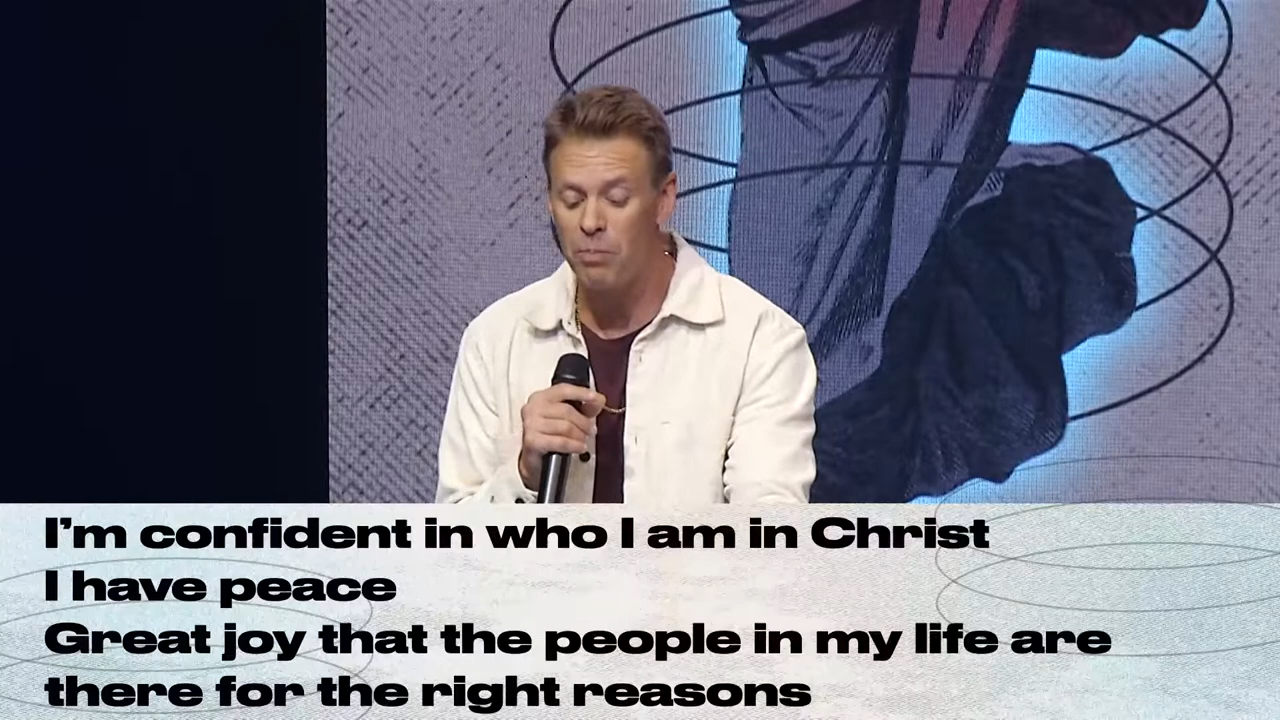 I'm confident in who I am in Christ
I have peace
Great joy that the people in my life are
there for the right reasons